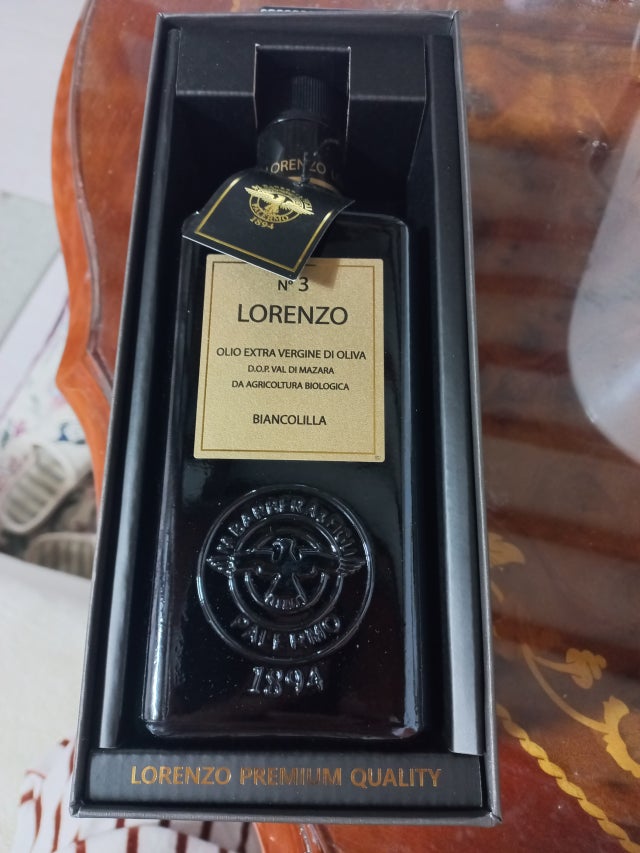 LORENZO
PALERMO
1894
N° 3
LORENZO
OLIO EXTRA VERGINE DI OLIVA
D.O.P. VAL DI MAZARA
DA AGRICOLTURA BIOLOGICA
BIANCOLILLA
PALERMO
1894
LORENZO PREMIUM QUALITY